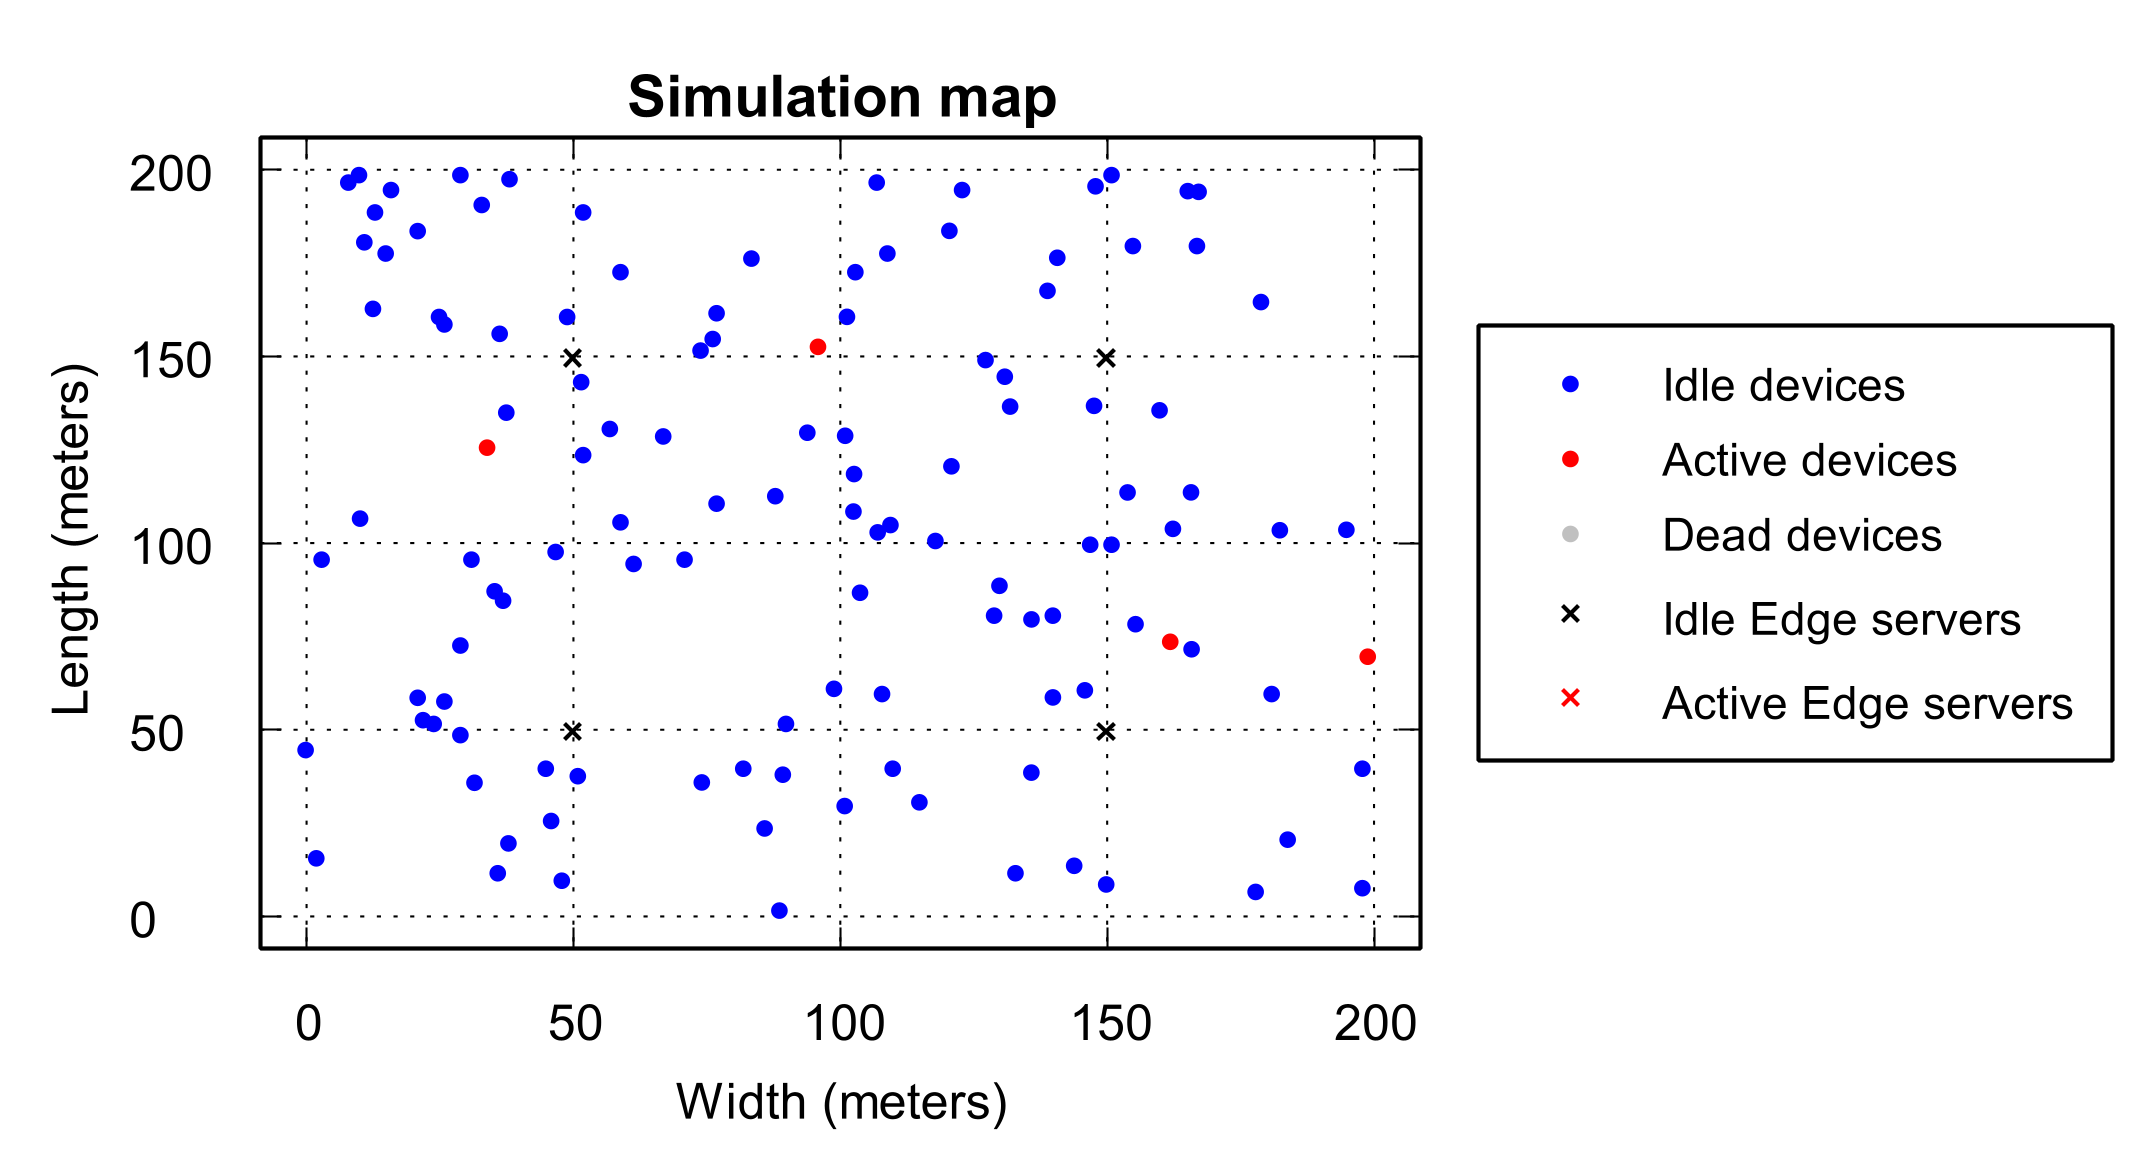 Simulation map
200
150
100
50
0
Length (meters)
0 50 100 150 200
Width (meters)
Idle devices
Active devices
Dead devices
Idle Edge servers
Active Edge servers